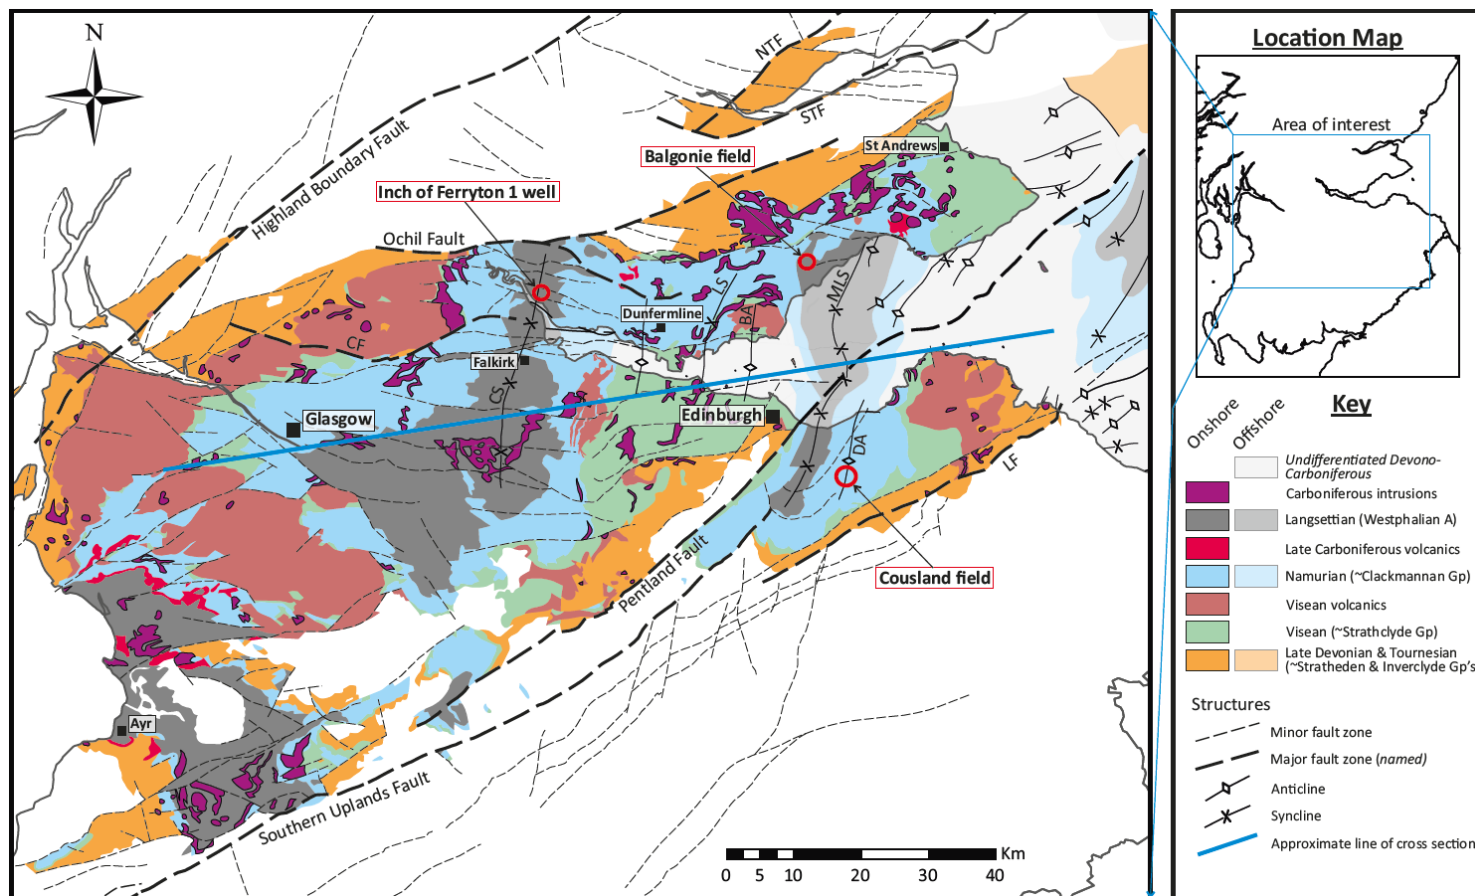 N
NTF
STF
Highland Boundary Fault
St Andrews
Balgonie field
Inch of Ferryton 1 well
Ochil Fault
LS
MLS
Dunfermline
BA
CF
Falkirk
CS
Glasgow
Edinburgh
DA
LF
Cousland field
Pentland Fault
Ayr
Southern Uplands Fault
Km
0 5 10 20 30 40
Location Map
Area of interest
Key
Onshore
Offshore
Undifferentiated Devono-
Carboniferous
Carboniferous intrusions
Langsettian (Westphalian A)
Late Carboniferous volcanics
Namurian (~Clackmannan Gp)
Visean volcanics
Visean (~Strathclyde Gp)
Late Devonian & Tournesian
(~Stratheden & Inverclyde Gp's
Structures
Minor fault zone
Major fault zone (named)
Anticline
Syncline
Approximate line of cross section